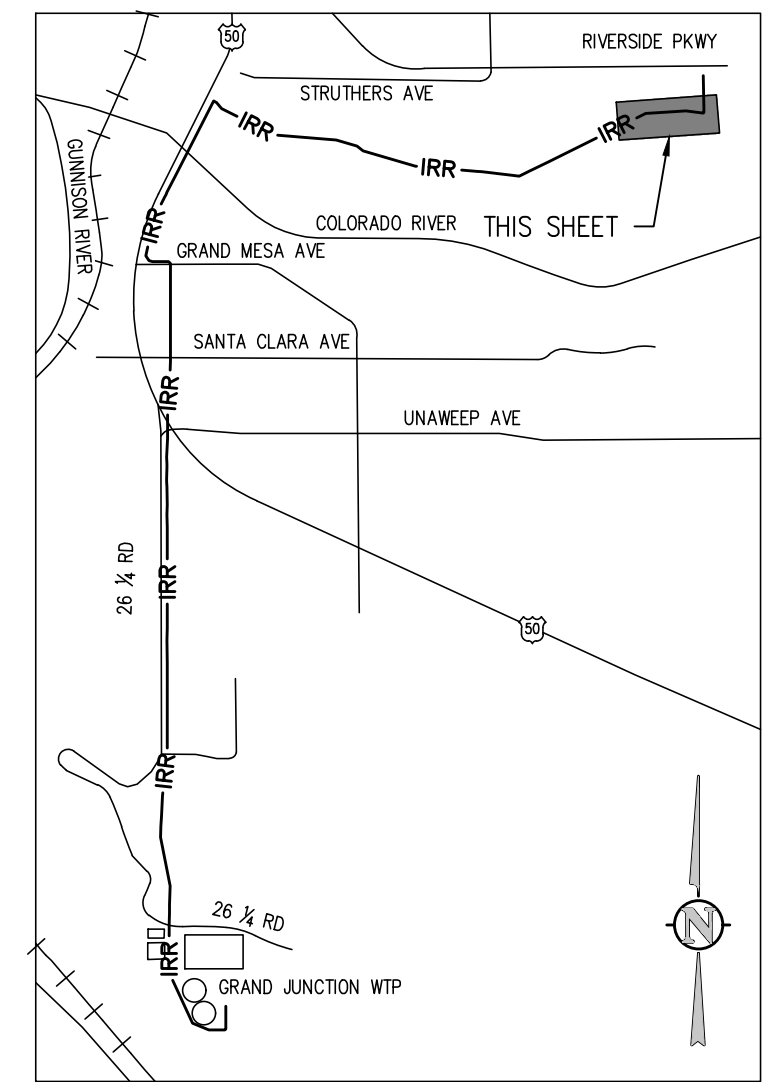 50
RIVERSIDE PKWY
STRUTHERS AVE
IRR
IRR
IRR
GUNNISON RIVER
IRR
COLORADO RIVER
THIS SHEET
GRAND MESA AVE
SANTA CLARA AVE
IRR
UNAWEEP AVE
26 ¼ RD
IRR
50
IRR
26 ¼ RD
N
IRR
GRAND JUNCTION WTP